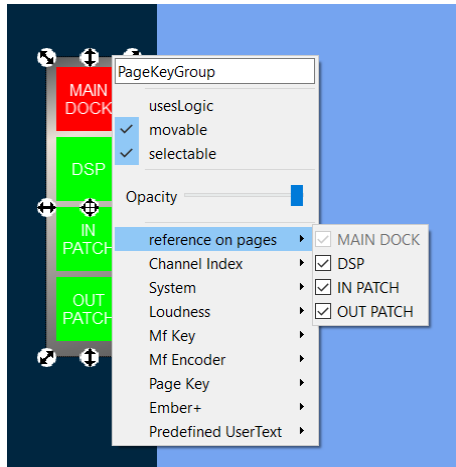 MAIN
DOCK
DSP
IN
PATCH
OUT
PATCH
PageKeyGroup
usesLogic
movable
selectable
Opacity
reference on pages
Channel Index
System
Loudness
Mf Key
Mf Encoder
Page Key
Ember+
Predefined UserText
MAIN DOCK
DSP
IN PATCH
OUT PATCH